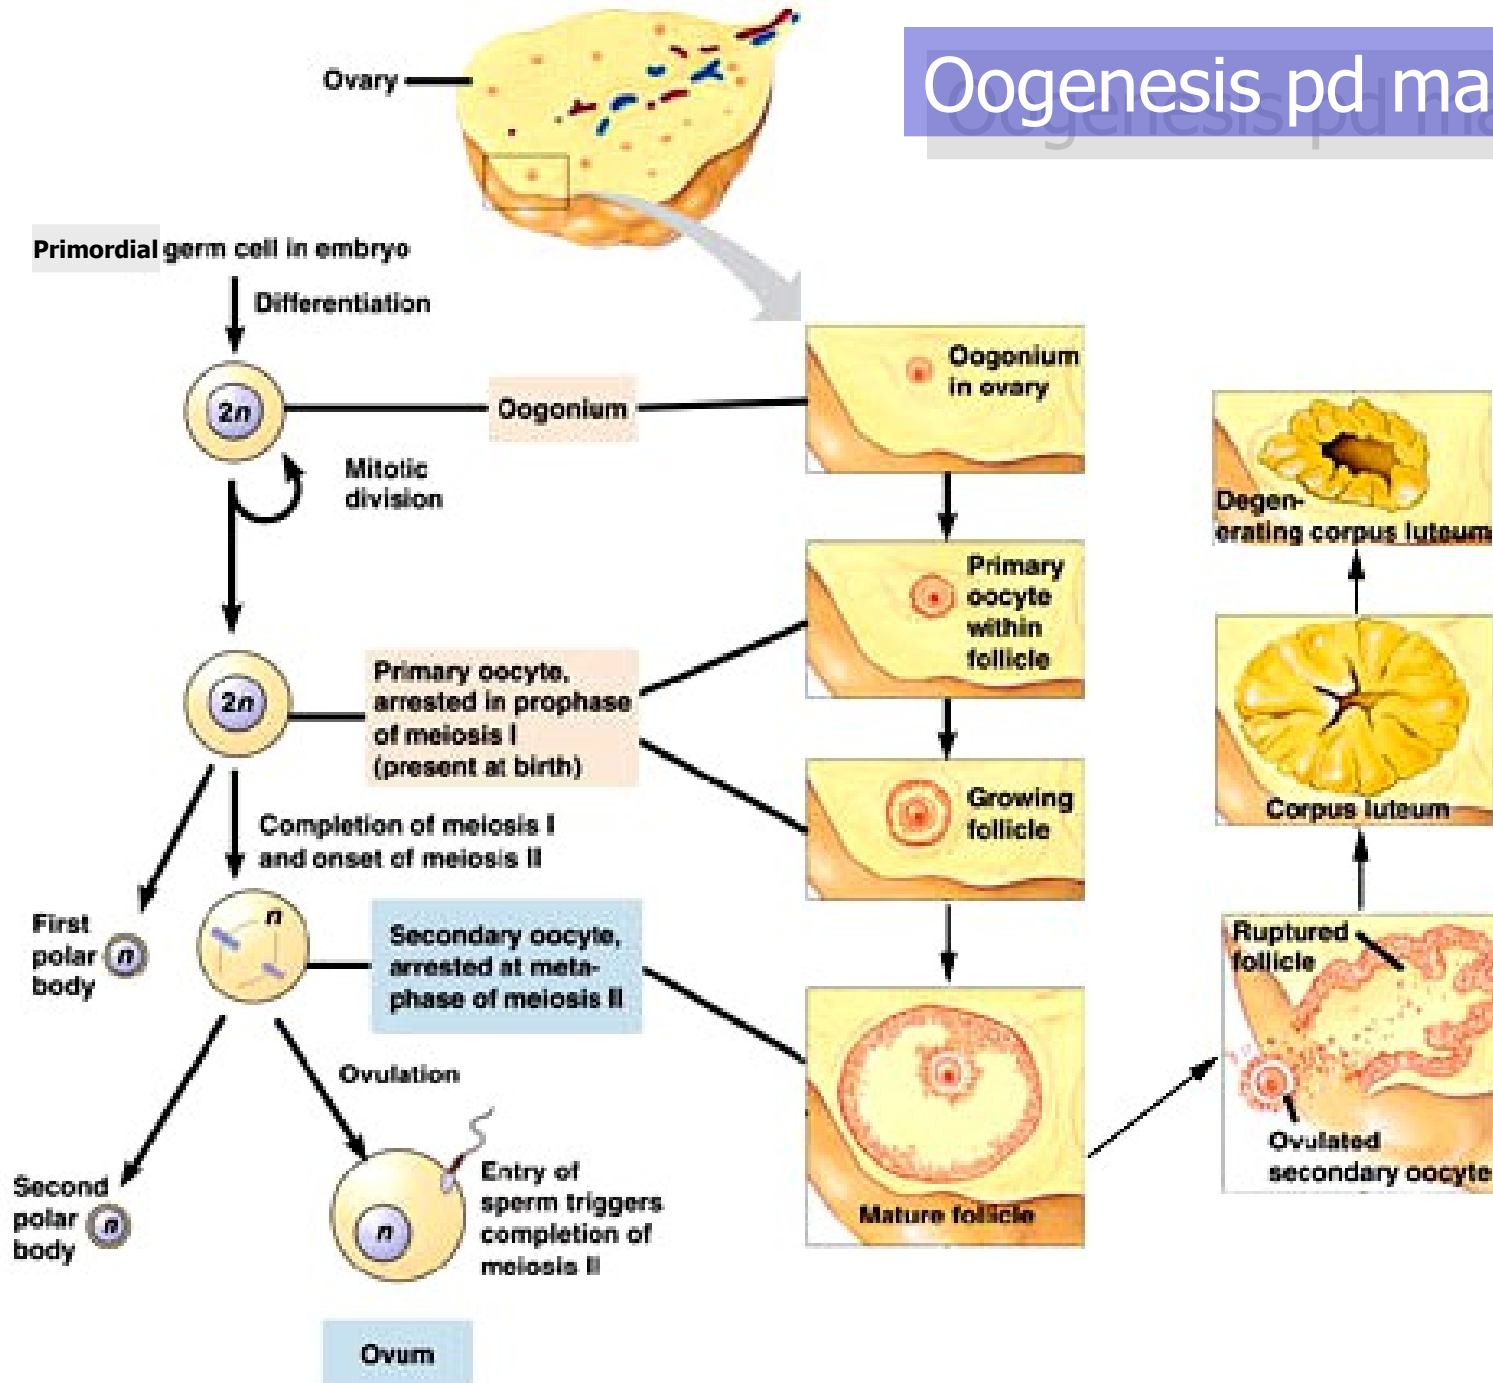 Oogenesis pd ma
Ovary
Primordial germ cell in embryo
Differentiation
2n
Oogonium
Mitotic
division
2n
Primary oocyte,
arrested in prophase
of meiosis I
(present at birth)
Completion of meiosis I
and onset of meiosis II
First
polar
body
n
n
Secondary oocyte,
arrested at meta-
phase of meiosis II
Ovulation
Second
polar
body
n
n
Entry of
sperm triggers
completion of
meiosis II
Ovum
Oogonium
in ovary
Primary
oocyte
within
follicle
Growing
follicle
Mature follicle
Ruptured
follicle
Ovulated
secondary oocyte
Corpus luteum
Degen-
erating corpus luteum